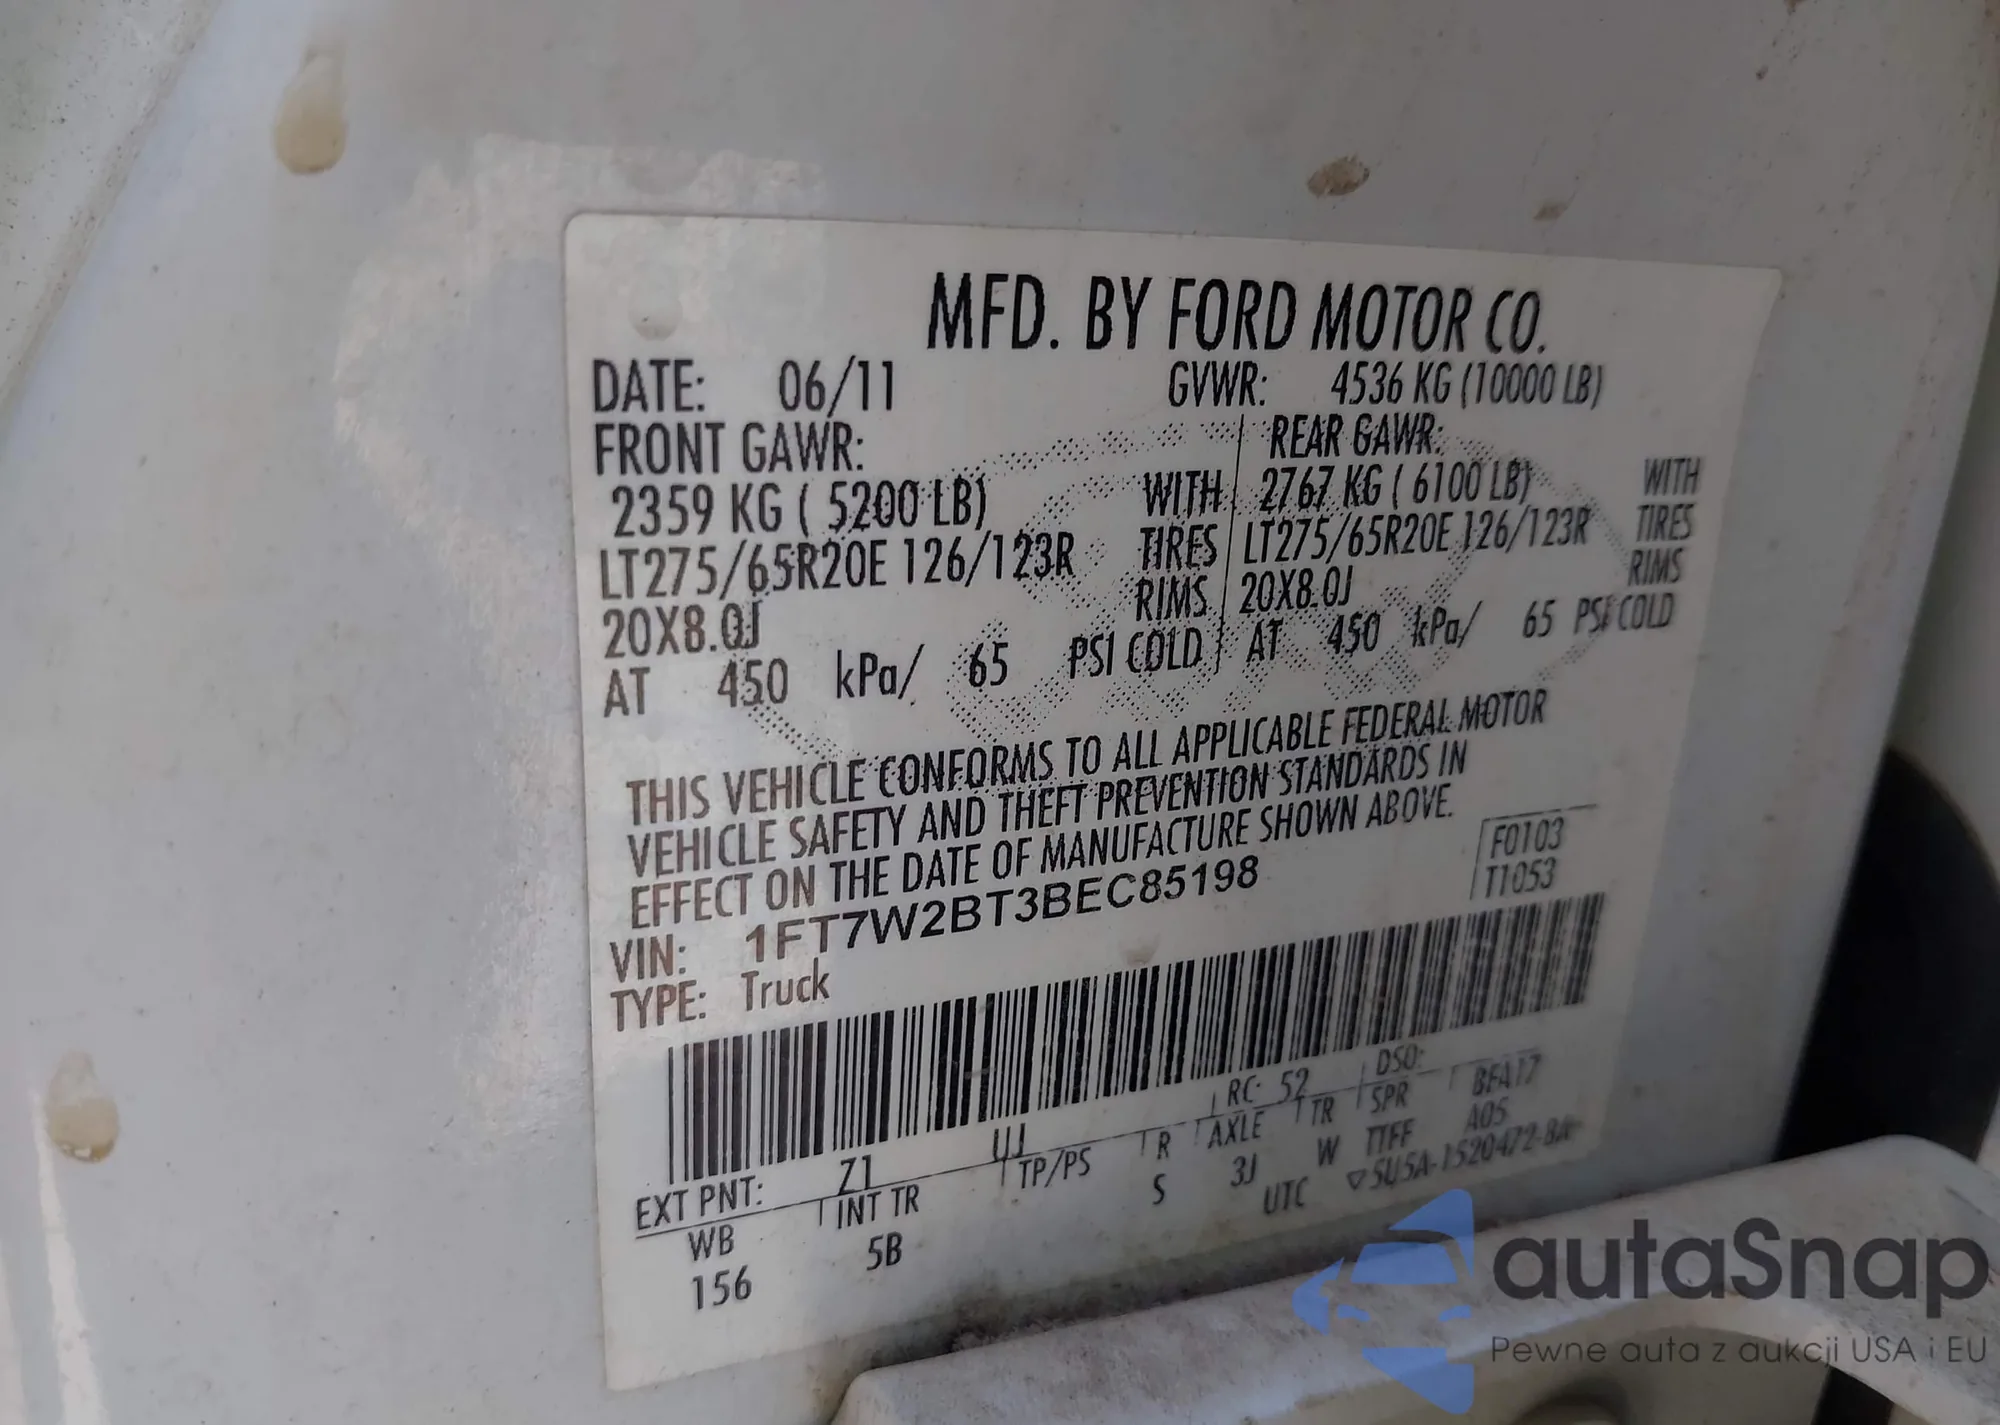 MFD. BY FORD MOTOR CO.
DATE: 06/11 GVWR: 4536 KG (10000 LB)
FRONT GAWR: REAR GAWR:
2359 KG ( 5200 LB) WITH 2767 KG ( 6100 LB) WITH
LT275/65R20E 126/123R TIRES LT275/65R20E 126/123R TIRES
20X8.0J RIMS 20X8.0J RIMS
AT 450 kPa/ 65 PSI COLD AT 450 kPa/ 65 PSI COLD
THIS VEHICLE CONFORMS TO ALL APPLICABLE FEDERAL MOTOR
VEHICLE SAFETY AND THEFT PREVENTION STANDARDS IN
EFFECT ON THE DATE OF MANUFACTURE SHOWN ABOVE.
F0103
VIN: 1FT7W2BT3BEC85198 T1053
TYPE: Truck
EXT PNT: Z1 UJ RC: 52 DSO:
WB INT TR TP/PS R AXLE TR SPR BFA17
156 5B S 3J W TTFF A05
UTC
autaSnap
Pewne auta z aukcji USA i EU